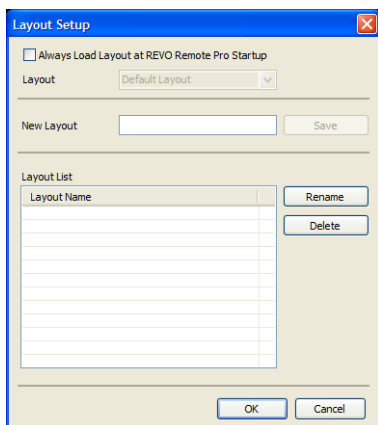 Layout Setup
Always Load Layout at REVO Remote Pro Startup
Layout Default Layout
New Layout Save
Layout List
Layout Name
Rename
Delete
OK Cancel